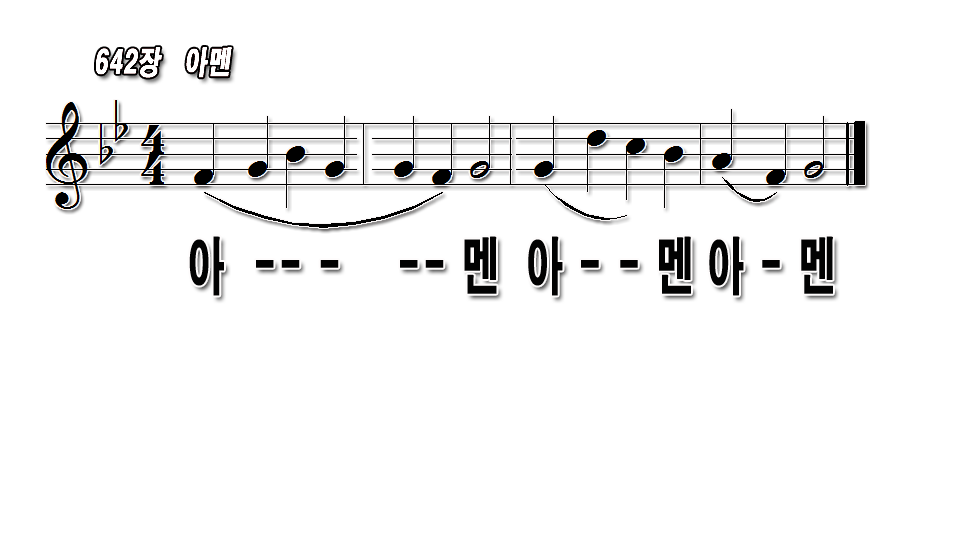 642장 아멘
아 - - - - - 멘 아 - - 멘 아 - 멘